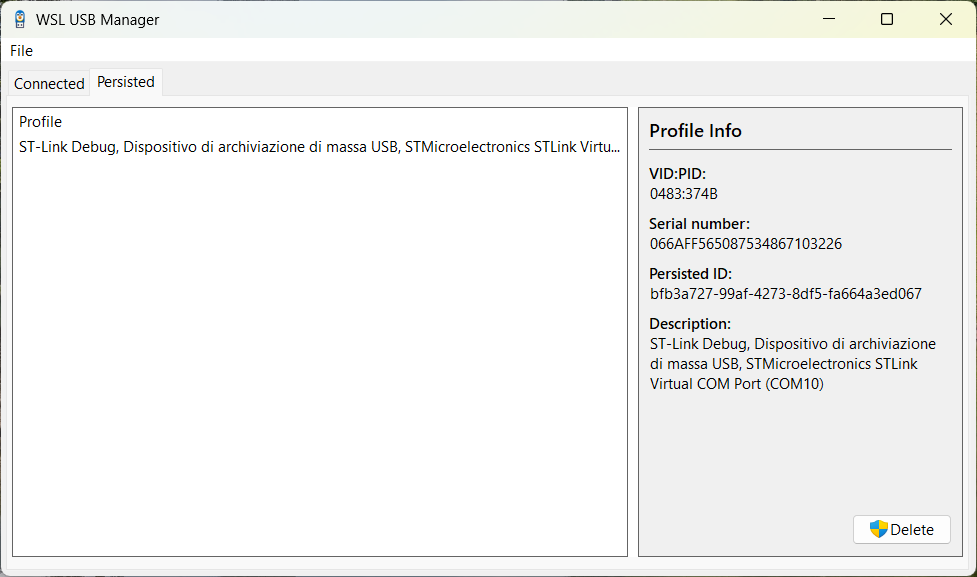 WSL USB Manager
File
Connected
Persisted
Profile
ST-Link Debug, Dispositivo di archiviazione di massa USB, STMicroelectronics STLink Virtu...
Profile Info
VID:PID:
0483:374B
Serial number:
066AFF565087534867103226
Persisted ID:
bfb3a727-99af-4273-8df5-fa664a3ed067
Description:
ST-Link Debug, Dispositivo di archiviazione
di massa USB, STMicroelectronics STLink
Virtual COM Port (COM10)
Delete